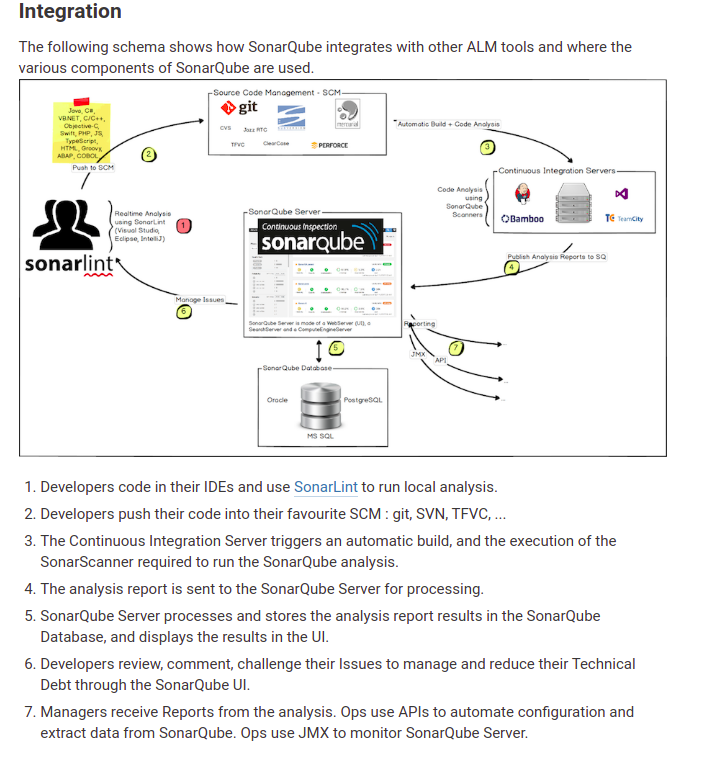 Integration
The following schema shows how SonarQube integrates with other ALM tools and where the
various components of SonarQube are used.
Source Code Management - SCM
git
mercurial
CVS
Jazz RTC
TFVC
ClearCase
PERFORCE
Java, C#,
VB.NET, C/C++,
Objective-C,
Swift, PHP, JS,
TypeScript,
HTML, Groovy,
ABAP, COBOL
Push to SCM
2
Automatic Build + Code Analysis
3
Continuous Integration Servers
Code Analysis
using
SonarQube
Scanners
Bamboo
TC TeamCity
Realtime Analysis
using SonarLint
(Visual Studio,
Eclipse, IntelliJ)
1
sonarlint
SonarQube Server
Continuous Inspection
sonarqube
Publish Analysis Reports to SQ
4
Manage Issues
6
SonarQube Server is made of a WebServer (UI), a
SearchServer and a ComputeEngineServer
Reporting
JMX
API
7
5
SonarQube Database
Oracle
PostgreSQL
MS SQL
1. Developers code in their IDEs and use SonarLint to run local analysis.
2. Developers push their code into their favourite SCM : git, SVN, TFVC, ...
3. The Continuous Integration Server triggers an automatic build, and the execution of the
SonarScanner required to run the SonarQube analysis.
4. The analysis report is sent to the SonarQube Server for processing.
5. SonarQube Server processes and stores the analysis report results in the SonarQube
Database, and displays the results in the UI.
6. Developers review, comment, challenge their Issues to manage and reduce their Technical
Debt through the SonarQube UI.
7. Managers receive Reports from the analysis. Ops use APIs to automate configuration and
extract data from SonarQube. Ops use JMX to monitor SonarQube Server.